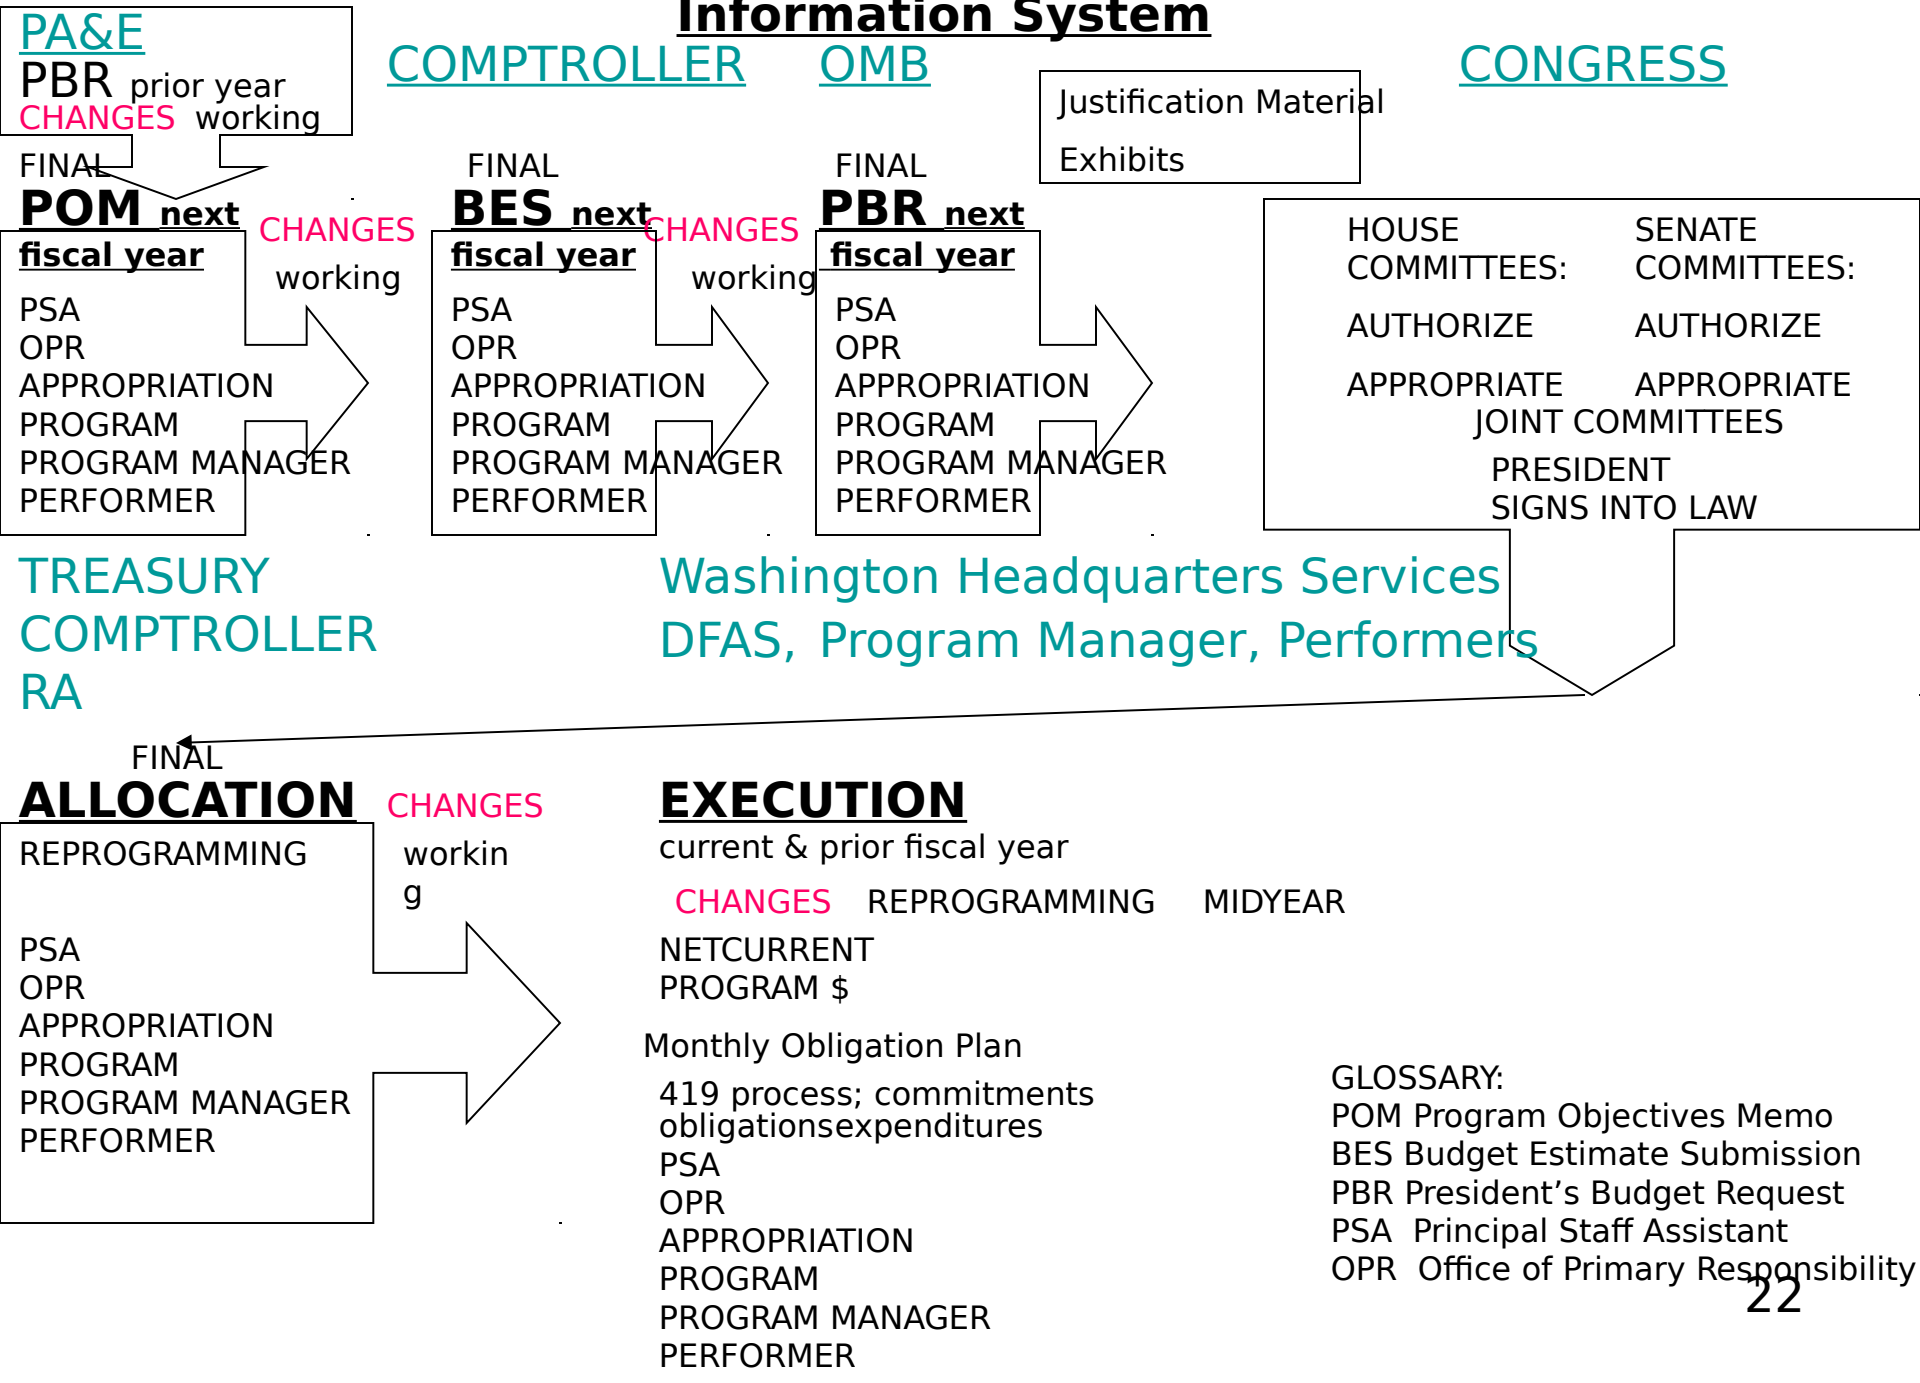 Information System
PA&E
PBR prior year
CHANGES working
COMPTROLLER
OMB
CONGRESS
Justification Material
Exhibits
FINAL
POM next
fiscal year
PSA
OPR
APPROPRIATION
PROGRAM
PROGRAM MANAGER
PERFORMER
CHANGES
working
FINAL
BES next
fiscal year
PSA
OPR
APPROPRIATION
PROGRAM
PROGRAM MANAGER
PERFORMER
CHANGES
working
FINAL
PBR next
fiscal year
PSA
OPR
APPROPRIATION
PROGRAM
PROGRAM MANAGER
PERFORMER
HOUSE
COMMITTEES:
AUTHORIZE
APPROPRIATE
SENATE
COMMITTEES:
AUTHORIZE
APPROPRIATE
JOINT COMMITTEES
PRESIDENT
SIGNS INTO LAW
TREASURY
COMPTROLLER
RA
Washington Headquarters Services
DFAS, Program Manager, Performers
FINAL
ALLOCATION
REPROGRAMMING
PSA
OPR
APPROPRIATION
PROGRAM
PROGRAM MANAGER
PERFORMER
CHANGES
workin
g
EXECUTION
current & prior fiscal year
CHANGES REPROGRAMMING MIDYEAR
NETCURRENT
PROGRAM $
Monthly Obligation Plan
419 process; commitments
obligationsexpenditures
PSA
OPR
APPROPRIATION
PROGRAM
PROGRAM MANAGER
PERFORMER
GLOSSARY:
POM Program Objectives Memo
BES Budget Estimate Submission
PBR President’s Budget Request
PSA Principal Staff Assistant
OPR Office of Primary Responsibility
22